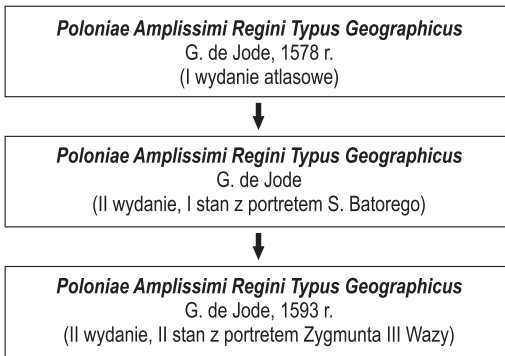 Poloniae Amplissimi Regini Typus Geographicus
G. de Jode, 1578 r.
(I wydanie atlasowe)
Poloniae Amplissimi Regini Typus Geographicus
G. de Jode
(II wydanie, I stan z portretem S. Batorego)
Poloniae Amplissimi Regini Typus Geographicus
G. de Jode, 1593 r.
(II wydanie, II stan z portretem Zygmunta III Wazy)